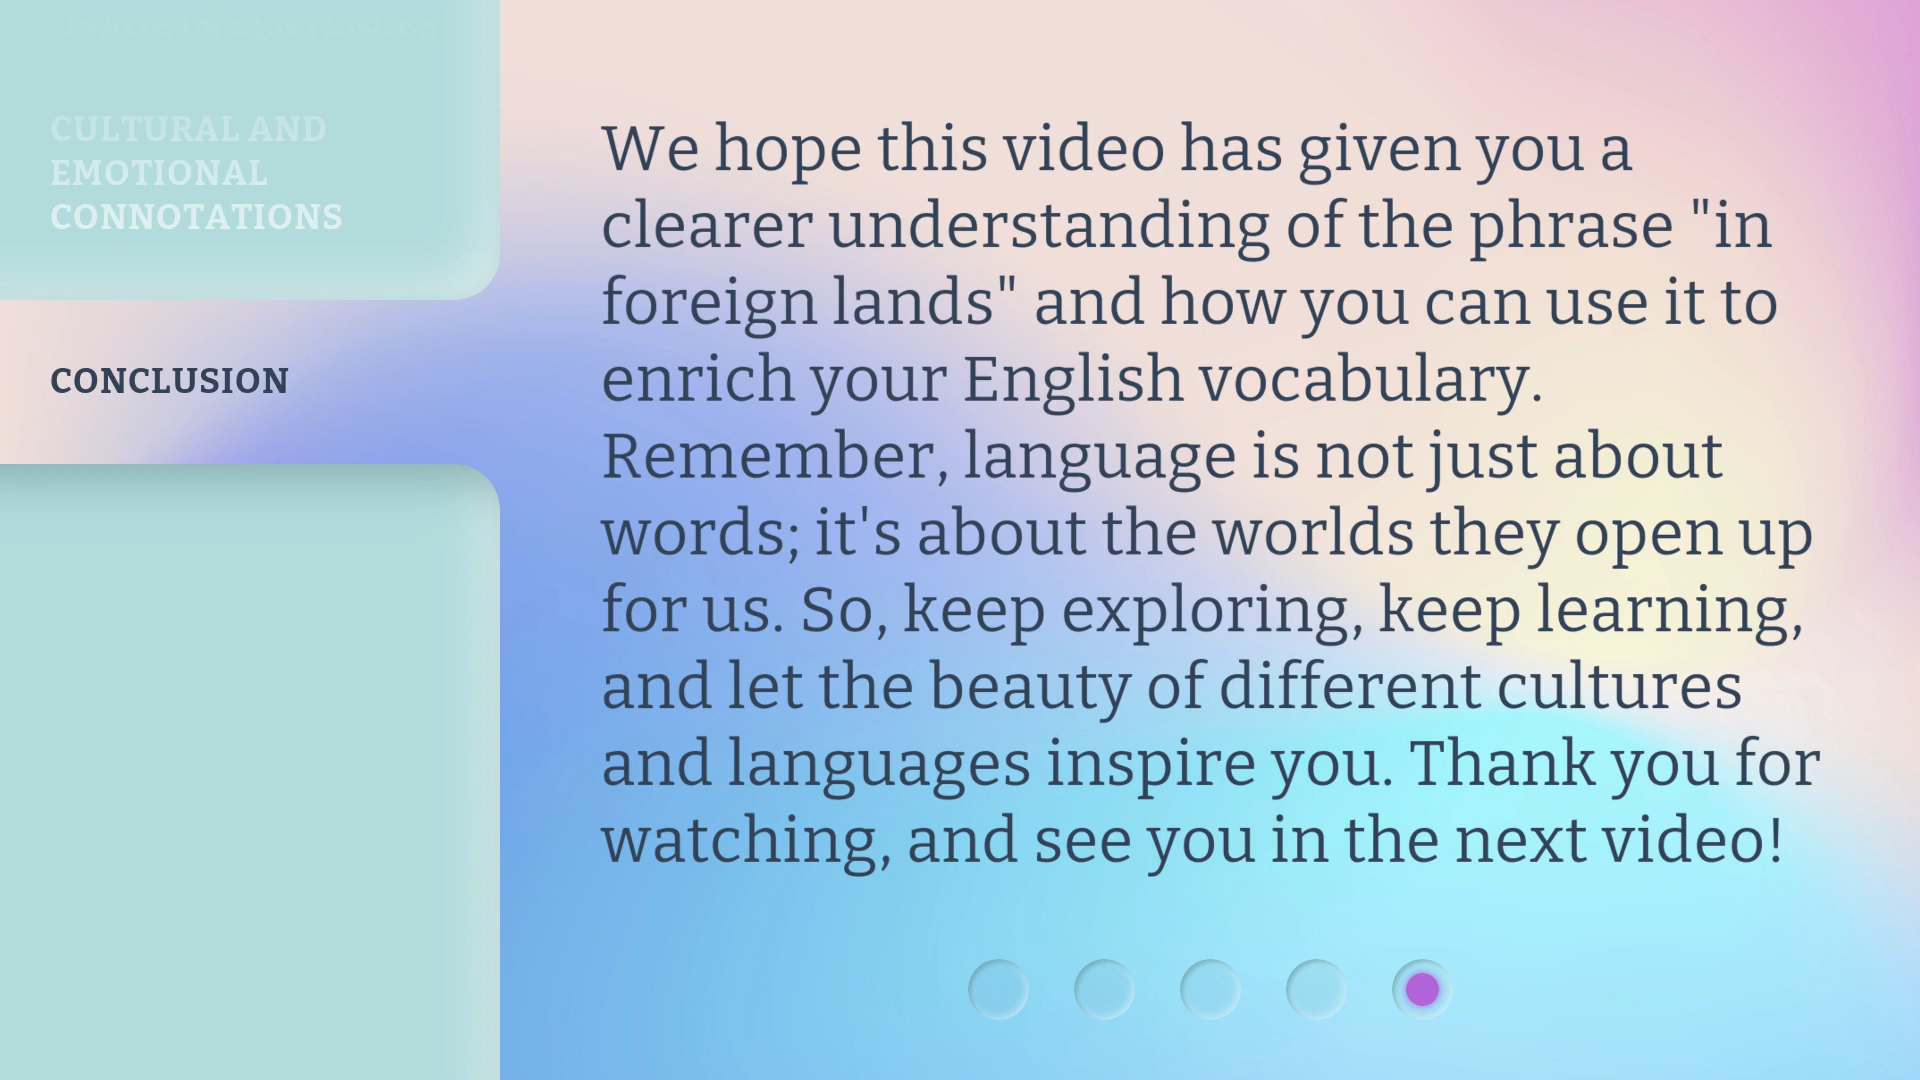 USAGE IN SENTENCES
CULTURAL AND
EMOTIONAL
CONNOTATIONS
CONCLUSION
We hope this video has given you a
clearer understanding of the phrase "in
foreign lands" and how you can use it to
enrich your English vocabulary.
Remember, language is not just about
words; it's about the worlds they open up
for us. So, keep exploring, keep learning,
and let the beauty of different cultures
and languages inspire you. Thank you for
watching, and see you in the next video!